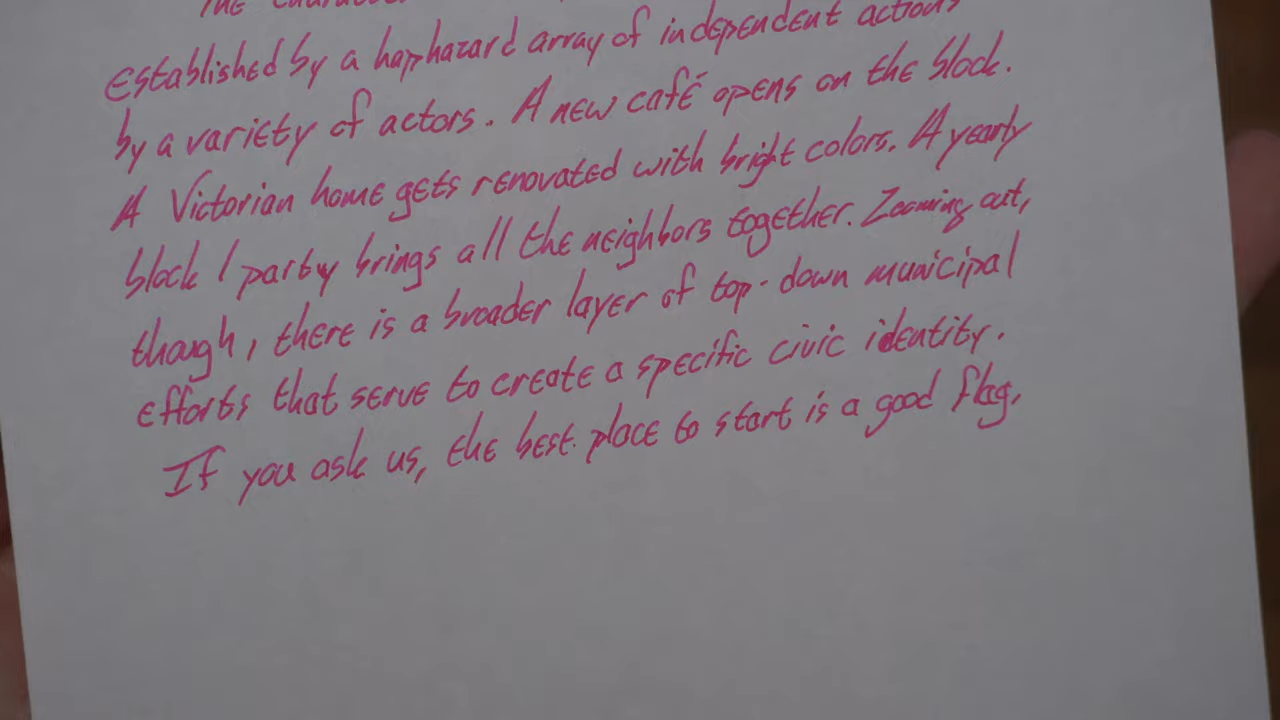 The
established by a haphazard array of independent actions
by a variety of actors. A new café opens on the block.
A Victorian home gets renovated with bright colors. A yearly
block / party brings all the neighbors together. Zooming out,
though, there is a broader layer of top-down municipal
efforts that serve to create a specific civic identity.
If you ask us, the best place to start is a good flag.